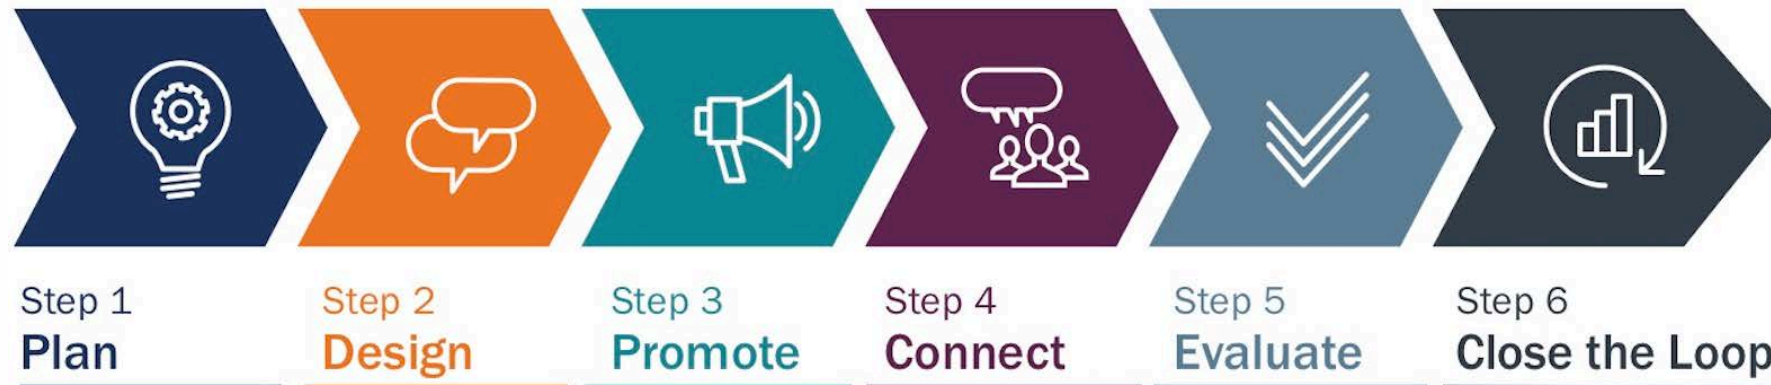 Step 1
Plan
Step 2
Design
Step 3
Promote
Step 4
Connect
Step 5
Evaluate
Step 6
Close the Loop